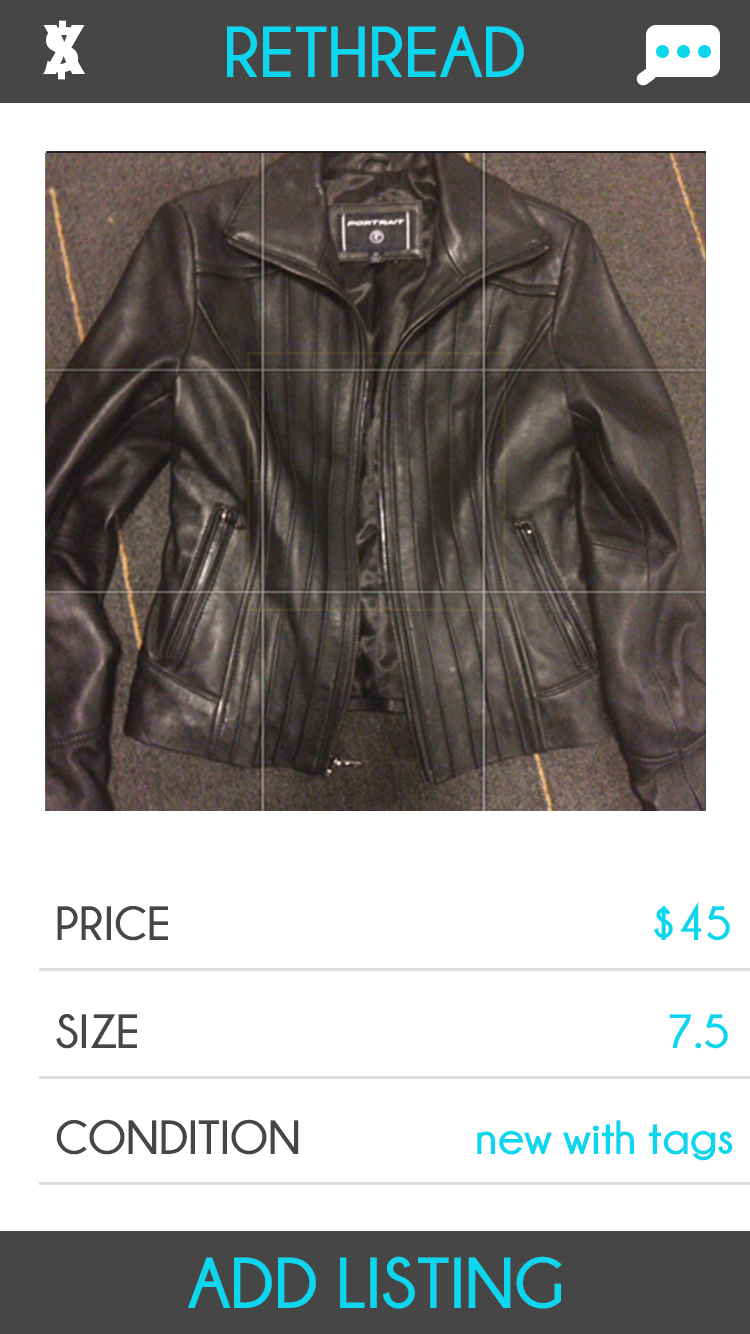 RETHREAD
PORTRAIT
PRICE
$45
SIZE
7.5
CONDITION
new with tags
ADD LISTING